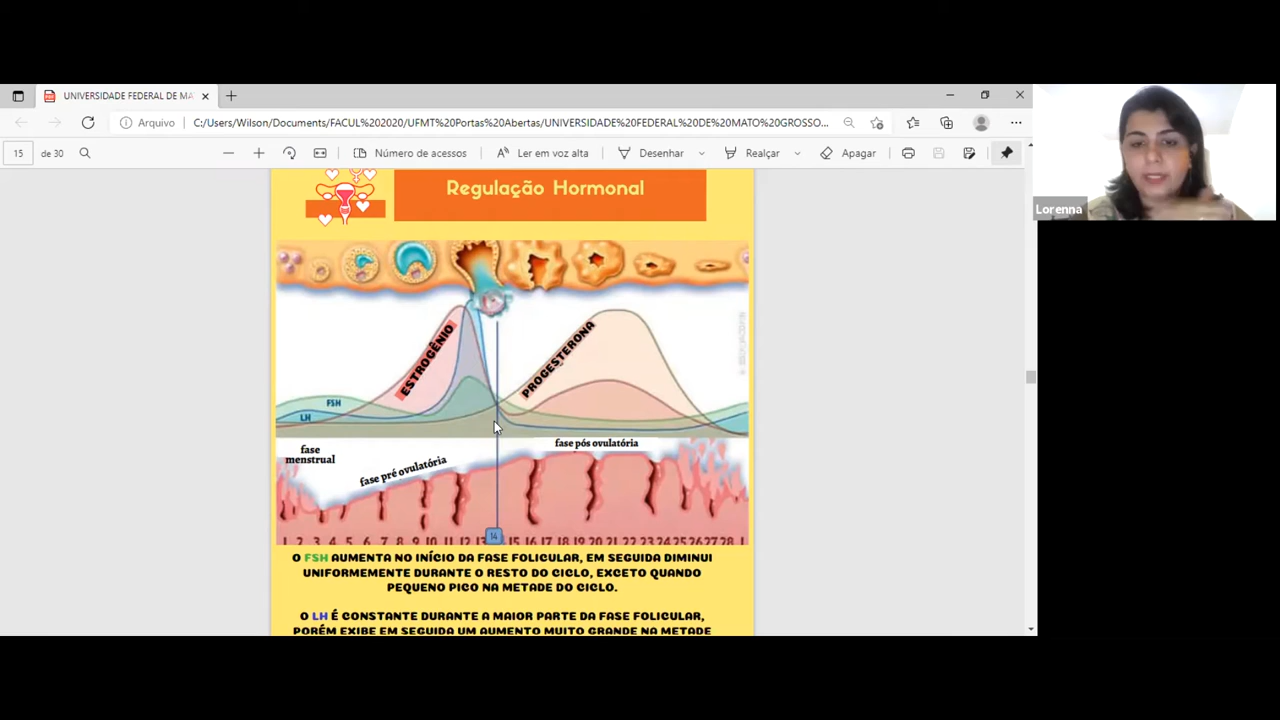 UNIVERSIDADE FEDERAL DE MA
Arquivo
C:/Users/Wilson/Documents/FACUL%202020/UFMT%20Portas%20Abertas/UNIVERSIDADE%20FEDERAL%20DE%20MATO%20GROSSO...
15 de 30
Número de acessos
Ler em voz alta
Desenhar
Realçar
Apagar
Lorenna
Regulação Hormonal
ESTROGÊNIO
PROGESTERONA
FSH
LH
fase menstrual
fase pré ovulatória
fase pós ovulatória
1 2 3 4 5 6 7 8 9 10 11 12 13 14 15 16 17 18 19 20 21 22 23 24 25 26 27 28 1
O FSH AUMENTA NO INÍCIO DA FASE FOLICULAR, EM SEGUIDA DIMINUI
UNIFORMEMENTE DURANTE O RESTO DO CICLO, EXCETO QUANDO
PEQUENO PICO NA METADE DO CICLO.
O LH É CONSTANTE DURANTE A MAIOR PARTE DA FASE FOLICULAR,
PORÉM EXIBE EM SEGUIDA UM AUMENTO MUITO GRANDE NA METADE